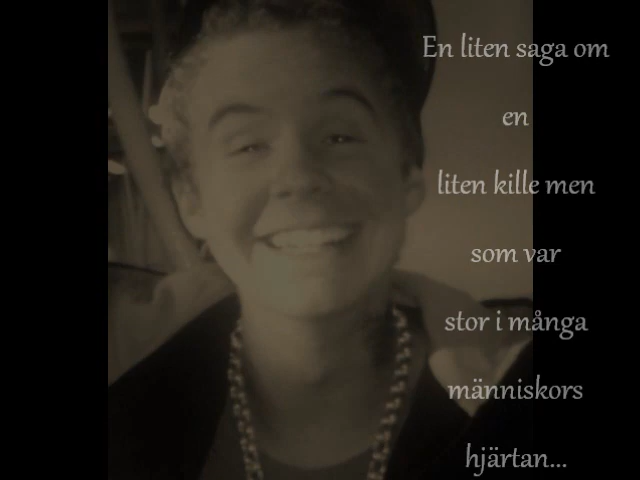 En liten saga om
en
liten kille men
som var
stor i många
människors
hjärtan...